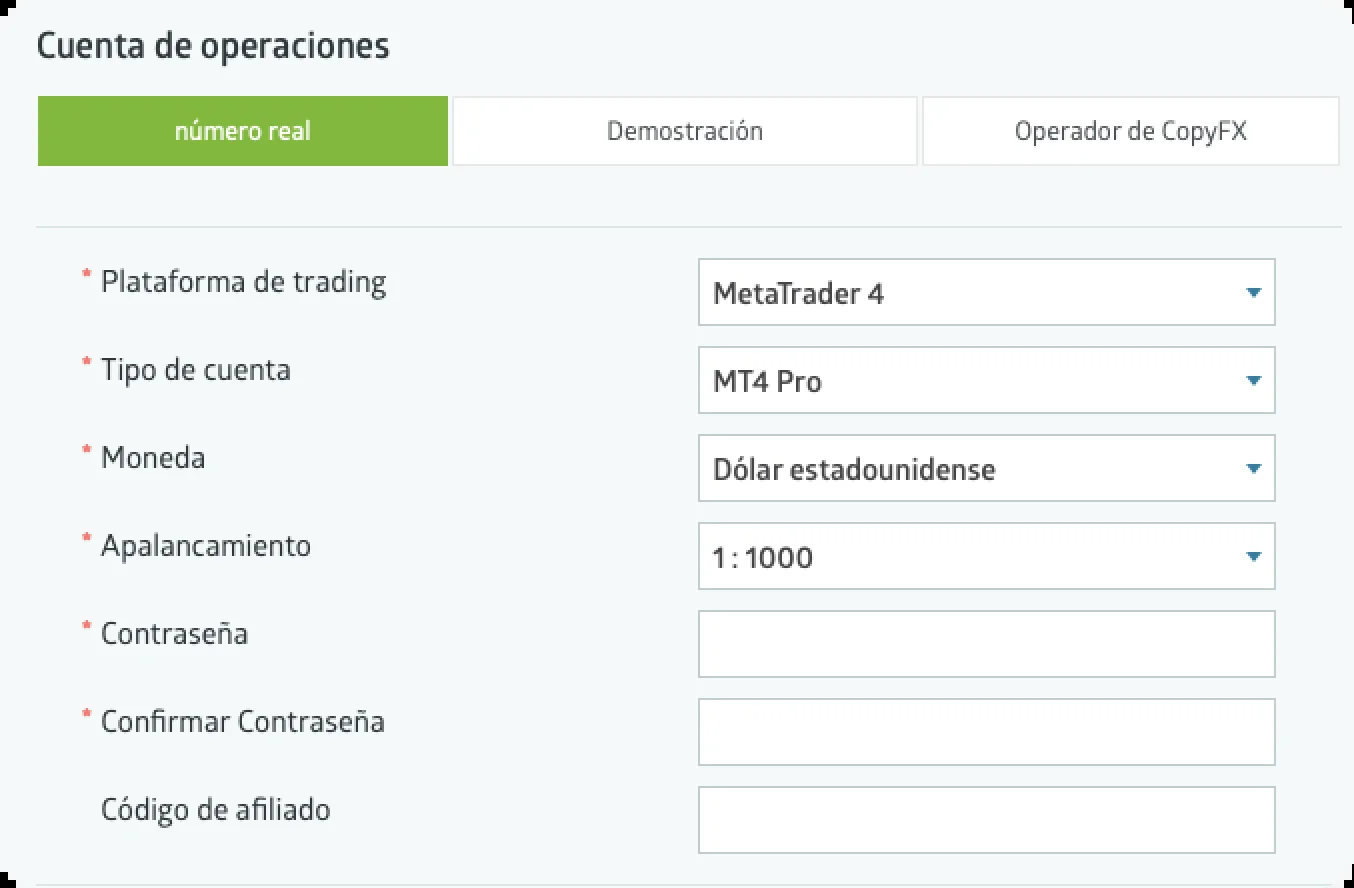 Cuenta de operaciones
número real
Demostración
Operador de CopyFX
* Plataforma de trading
MetaTrader 4
* Tipo de cuenta
MT4 Pro
* Moneda
Dólar estadounidense
* Apalancamiento
1 : 1000
* Contraseña
* Confirmar Contraseña
Código de afiliado